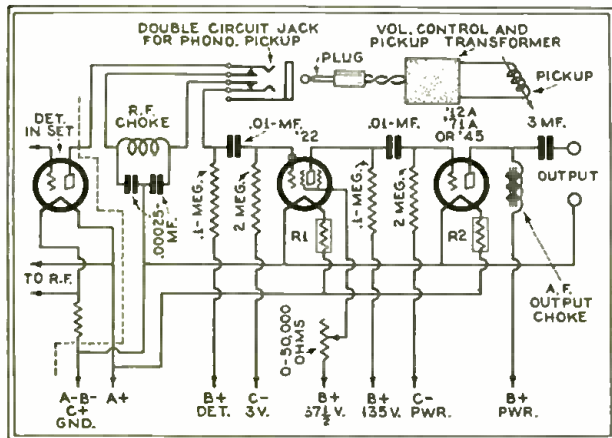 DOUBLE CIRCUIT JACK
FOR PHONO. PICKUP
VOL. CONTROL AND
PICKUP TRANSFORMER
PLUG
PICKUP
DET.
IN SET
R.F.
CHOKE
.01-MF.
'22
.01-MF.
'12A
'71A
OR '45
3 MF.
OUTPUT
.00025-
MF.
.1-MEG.
2 MEG.
R1
.1-MEG.
2 MEG.
R2
TO R.F.
A.F.
OUTPUT
CHOKE
0-50,000
OHMS
A-B-
C+
GND.
A+
B+
DET.
C-
3V.
B+
67½ V.
B+
135V.
C-
PWR.
B+
PWR.